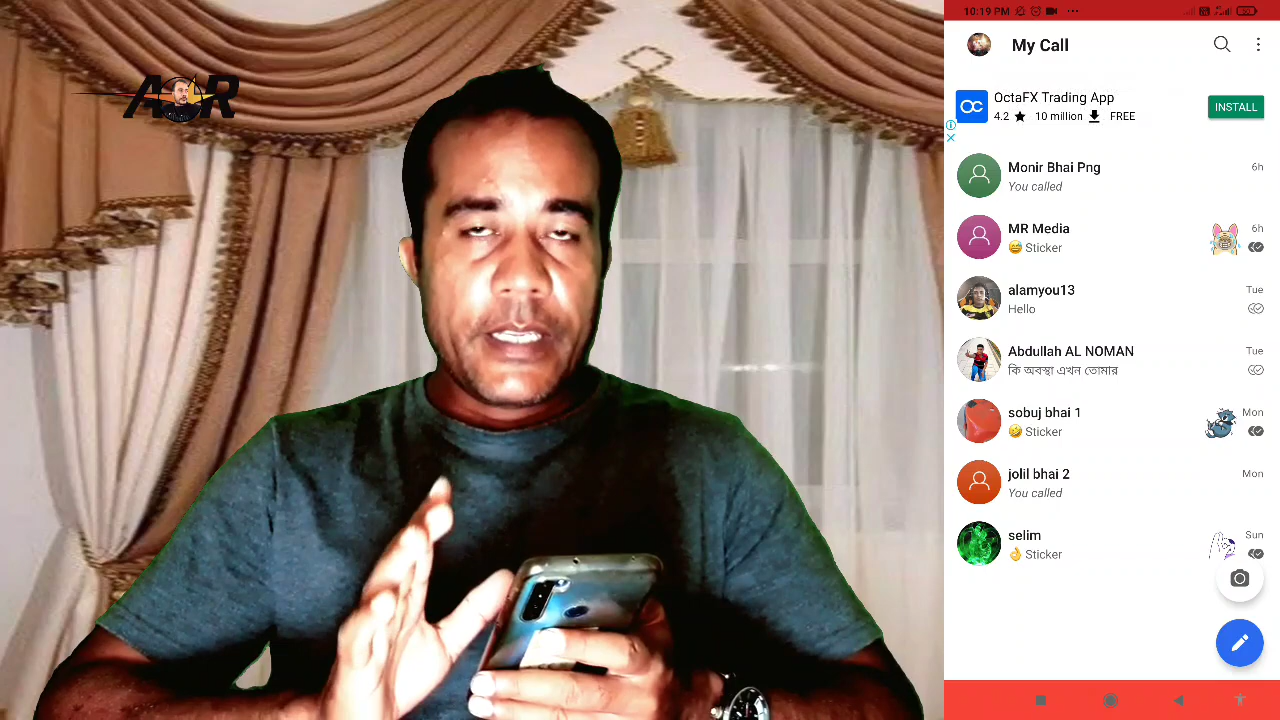 AOR
10:19 PM
My Call
OctaFX Trading App
4.2 ★ 10 million FREE
INSTALL
Monir Bhai Png
6h
You called
MR Media
6h
😅 Sticker
alamyou13
Tue
Hello
Abdullah AL NOMAN
Tue
কি অবস্থা এখন তোমার
sobuj bhai 1
Mon
🤣 Sticker
jolil bhai 2
Mon
You called
selim
Sun
👌 Sticker